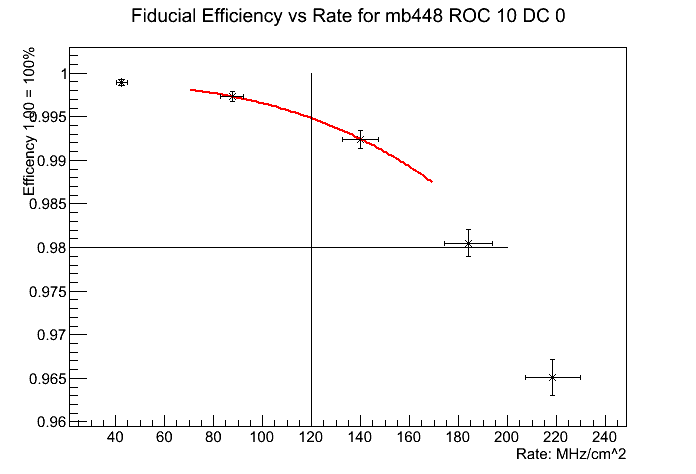 Fiducial Efficiency vs Rate for mb448 ROC 10 DC 0
Efficency 1.00 = 100%
1
0.995
0.99
0.985
0.98
0.975
0.97
0.965
0.96
40 60 80 100 120 140 160 180 200 220 240
Rate: MHz/cm^2